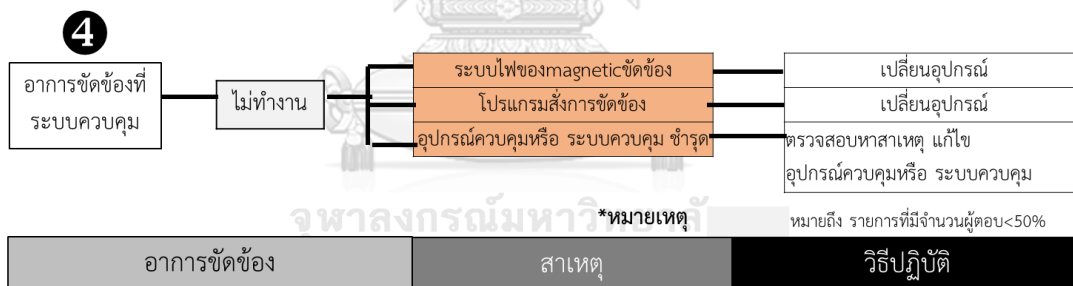 4
อาการขัดข้องที่
ระบบควบคุม
ไม่ทำงาน
ระบบไฟของmagneticขัดข้อง
เปลี่ยนอุปกรณ์
โปรแกรมสั่งการขัดข้อง
เปลี่ยนอุปกรณ์
อุปกรณ์ควบคุมหรือ ระบบควบคุม ชำรุด
ตรวจสอบหาสาเหตุ แก้ไข
อุปกรณ์ควบคุมหรือ ระบบควบคุม
*หมายเหตุ
หมายถึง รายการที่มีจำนวนผู้ตอบ<50%
อาการขัดข้อง
สาเหตุ
วิธีปฏิบัติ